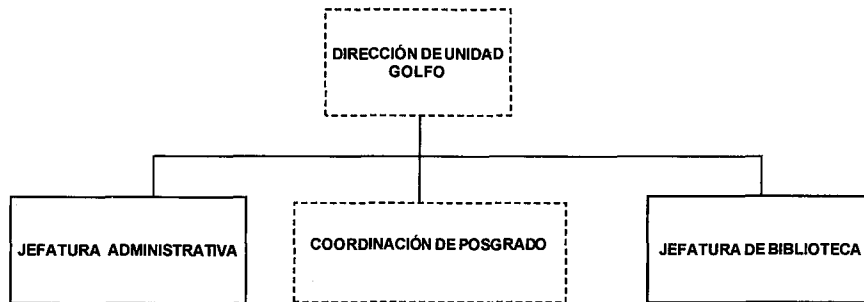 DIRECCIÓN DE UNIDAD
GOLFO
JEFATURA ADMINISTRATIVA
COORDINACIÓN DE POSGRADO
JEFATURA DE BIBLIOTECA